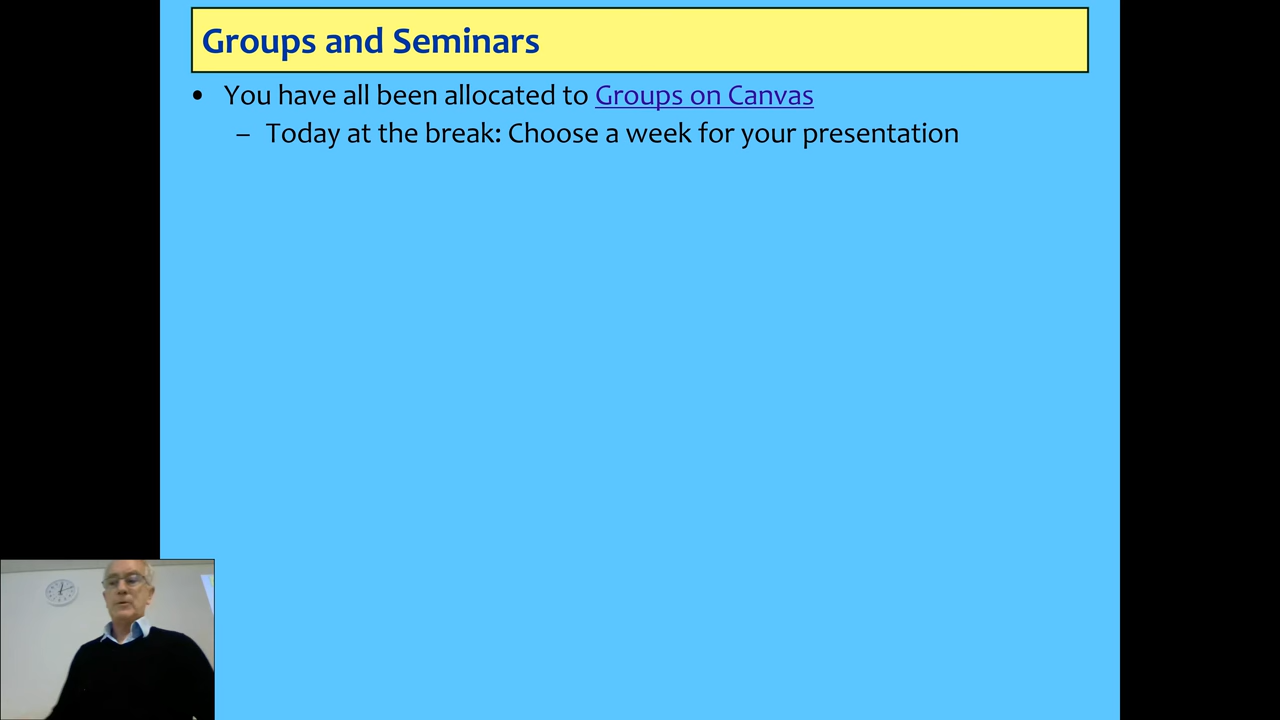 Groups and Seminars
• You have all been allocated to Groups on Canvas
– Today at the break: Choose a week for your presentation